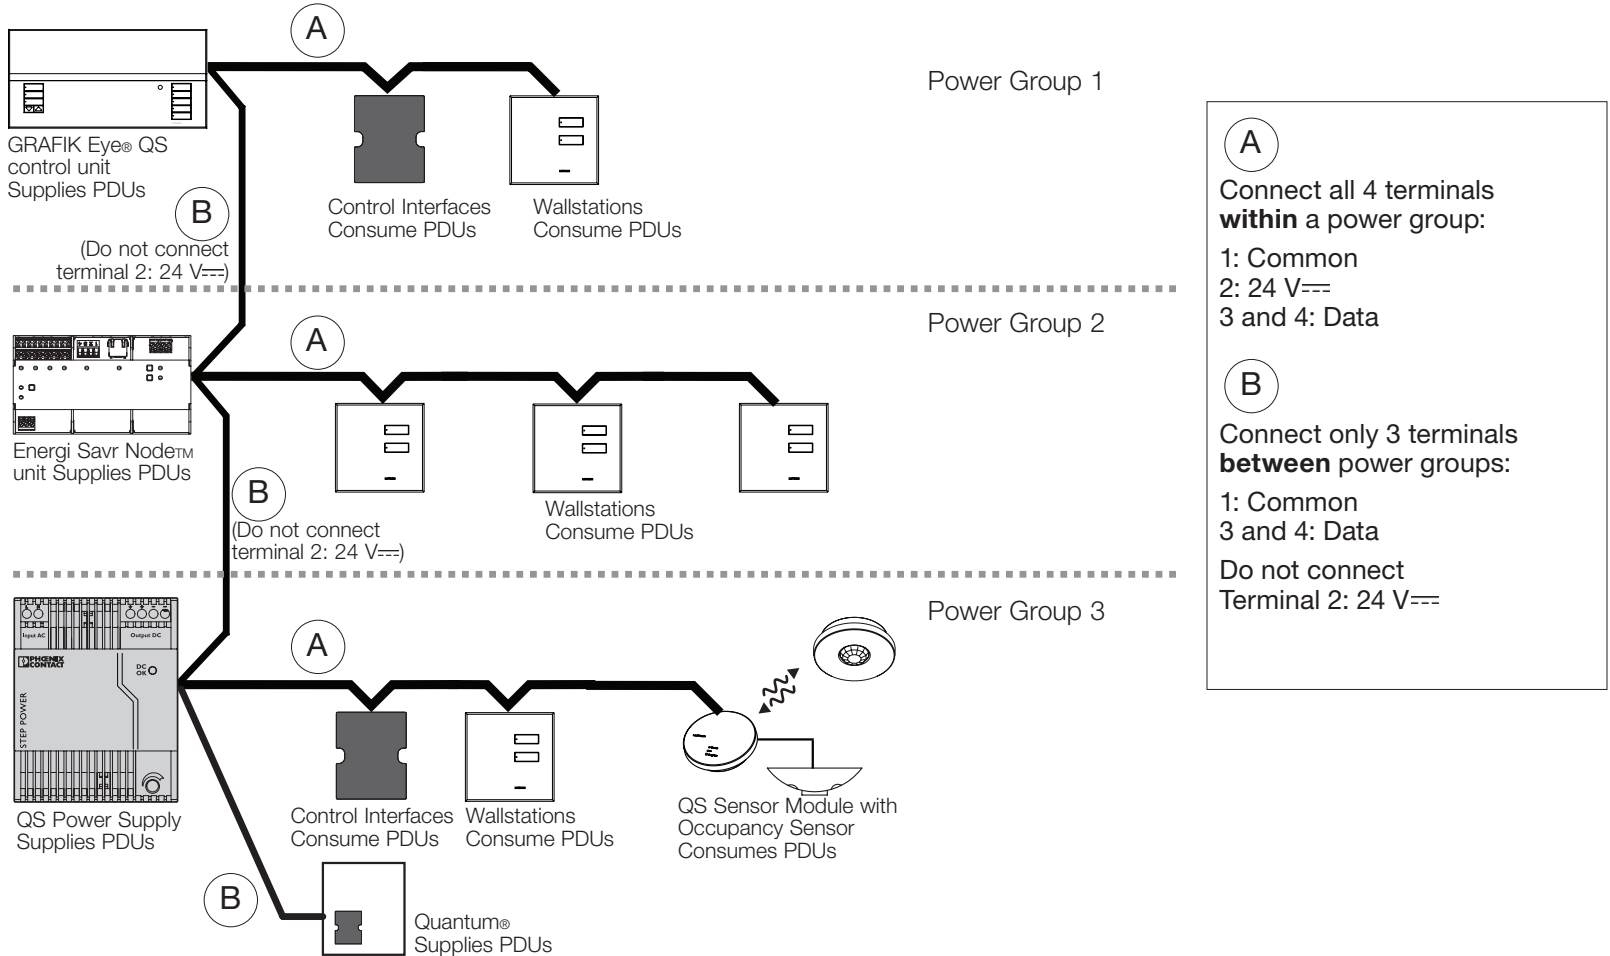 A
Power Group 1
GRAFIK Eye® QS
control unit
Supplies PDUs
B
(Do not connect
terminal 2: 24 V⎓)
Control Interfaces
Consume PDUs
Wallstations
Consume PDUs
Power Group 2
A
Energi Savr Node™
unit Supplies PDUs
B
(Do not connect
terminal 2: 24 V⎓)
Wallstations
Consume PDUs
Power Group 3
A
Input AC
Output DC
PHŒNIX
CONTACT
DC
OK
STEP POWER
QS Power Supply
Supplies PDUs
Control Interfaces
Consume PDUs
Wallstations
Consume PDUs
QS Sensor Module with
Occupancy Sensor
Consumes PDUs
B
Quantum®
Supplies PDUs
A
Connect all 4 terminals
within a power group:
1: Common
2: 24 V⎓
3 and 4: Data
B
Connect only 3 terminals
between power groups:
1: Common
3 and 4: Data
Do not connect
Terminal 2: 24 V⎓